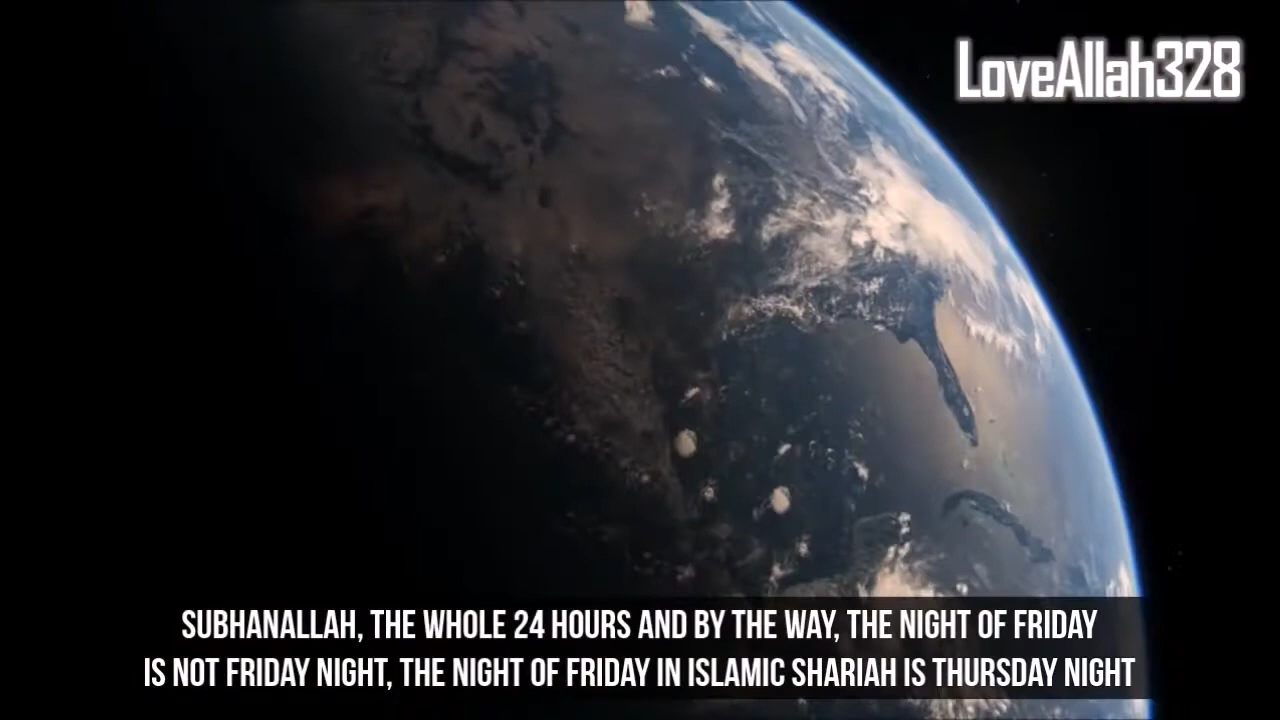 LoveAllah328
SUBHANALLAH, THE WHOLE 24 HOURS AND BY THE WAY, THE NIGHT OF FRIDAY
IS NOT FRIDAY NIGHT, THE NIGHT OF FRIDAY IN ISLAMIC SHARIAH IS THURSDAY NIGHT